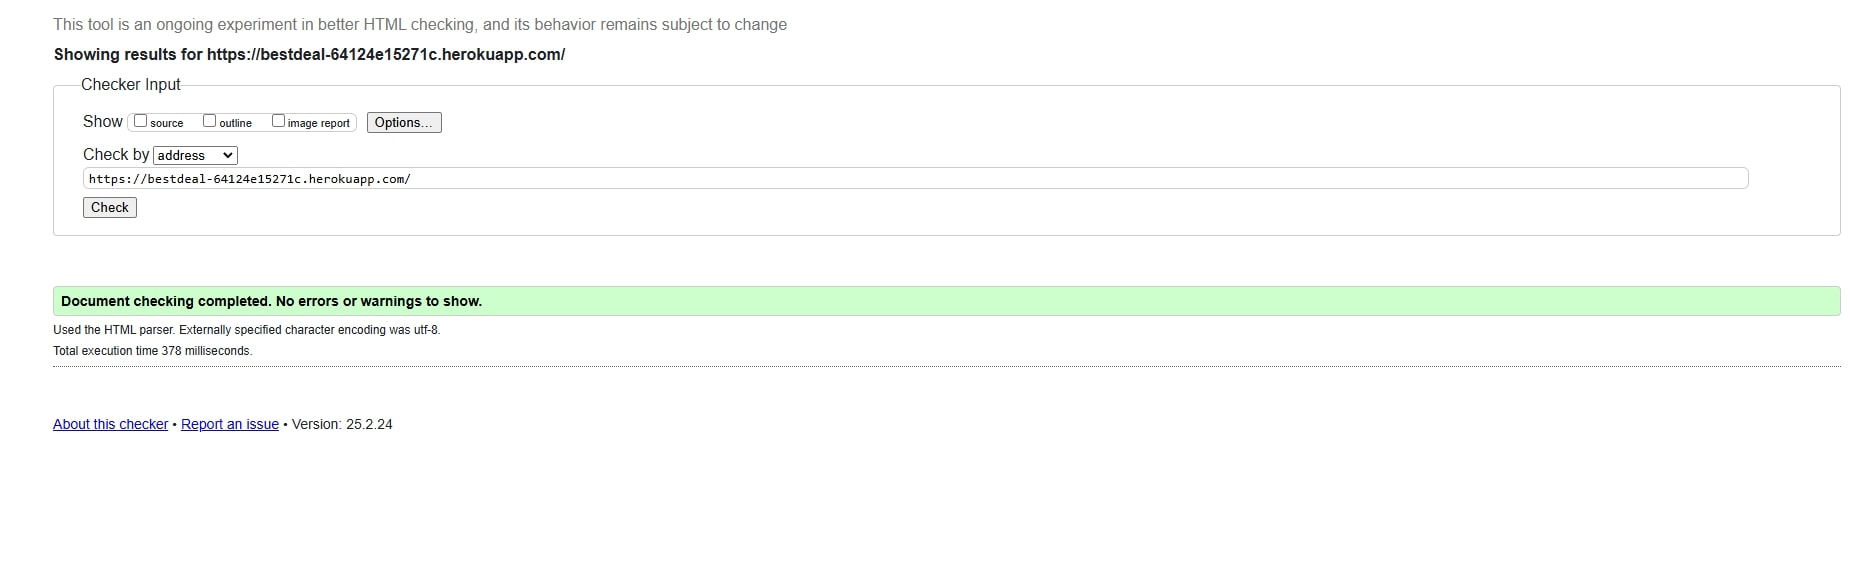 This tool is an ongoing experiment in better HTML checking, and its behavior remains subject to change
Showing results for https://bestdeal-64124e15271c.herokuapp.com/
Checker Input
Show source outline image report Options...
Check by address
https://bestdeal-64124e15271c.herokuapp.com/
Check
Document checking completed. No errors or warnings to show.
Used the HTML parser. Externally specified character encoding was utf-8.
Total execution time 378 milliseconds.
About this checker • Report an issue • Version: 25.2.24